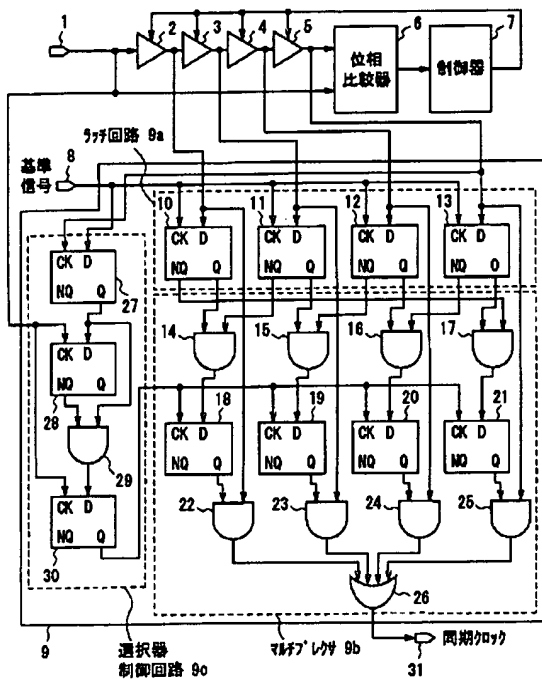 1
2
3
4
5
6
7
位相
比較器
制御器
ラッチ回路 9a
基準
信号
8
10
11
12
13
CK D
NQ Q
CK D
NQ Q
CK D
NQ Q
CK D
NQ Q
CK D
NQ Q
27
14
15
16
17
CK D
NQ Q
28
18
19
20
21
CK D
NQ Q
CK D
NQ Q
CK D
NQ Q
CK D
NQ Q
29
CK D
NQ Q
30
22
23
24
25
26
9
選択器
制御回路 9c
マルチプレクサ 9b
同期クロック
31